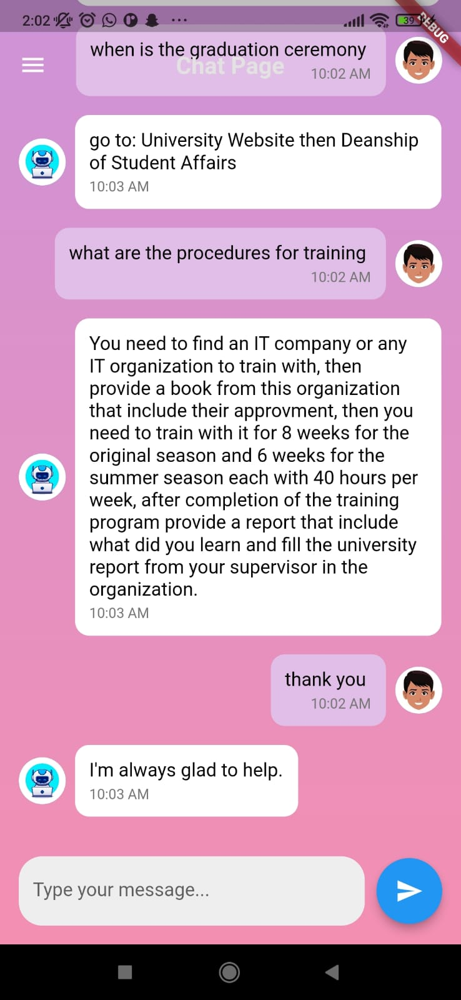 2:02
39
DEBUG
when is the graduation ceremony
Chat Page
10:02 AM
go to: University Website then Deanship
of Student Affairs
10:03 AM
what are the procedures for training
10:02 AM
You need to find an IT company or any
IT organization to train with, then
provide a book from this organization
that include their approvment, then you
need to train with it for 8 weeks for the
original season and 6 weeks for the
summer season each with 40 hours per
week, after completion of the training
program provide a report that include
what did you learn and fill the university
report from your supervisor in the
organization.
10:03 AM
thank you
10:02 AM
I'm always glad to help.
10:03 AM
Type your message...